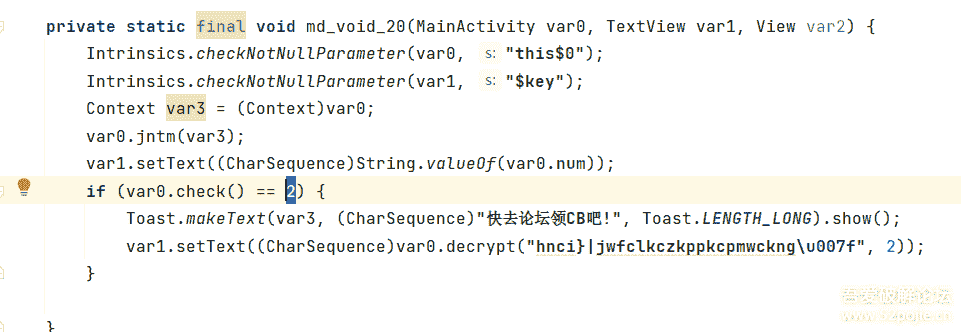 private static final void md_void_20(MainActivity var0, TextView var1, View var2) {
Intrinsics.checkNotNullParameter(var0, s: "this$0");
Intrinsics.checkNotNullParameter(var1, s: "$key");
Context var3 = (Context)var0;
var0.jntm(var3);
var1.setText((CharSequence)String.valueOf(var0.num));
if (var0.check() == 2) {
Toast.makeText(var3, (CharSequence)"快去论坛领CB吧!", Toast.LENGTH_LONG).show();
var1.setText((CharSequence)var0.decrypt("hnci}|jwfclkczkppkcpmwckng\u007f", 2));
}
}